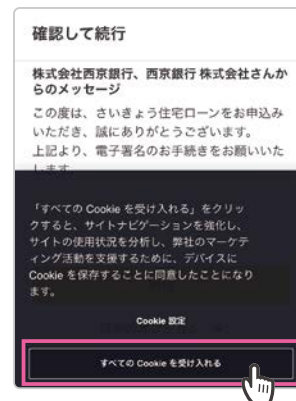 確認して続行
株式会社西京銀行、西京銀行 株式会社さんか
らのメッセージ
この度は、さいきょう住宅ローンをお申込み
いただき、誠にありがとうございます。
上記より、電子署名のお手続きをお願いいた
します。
「すべての Cookie を受け入れる」をクリッ
クすると、サイトナビゲーションを強化し、
サイトの使用状況を分析し、弊社のマーケテ
ィング活動を支援するために、デバイスに
Cookie を保存することに同意したことになり
ます。
Cookie 設定
すべての Cookie を受け入れる